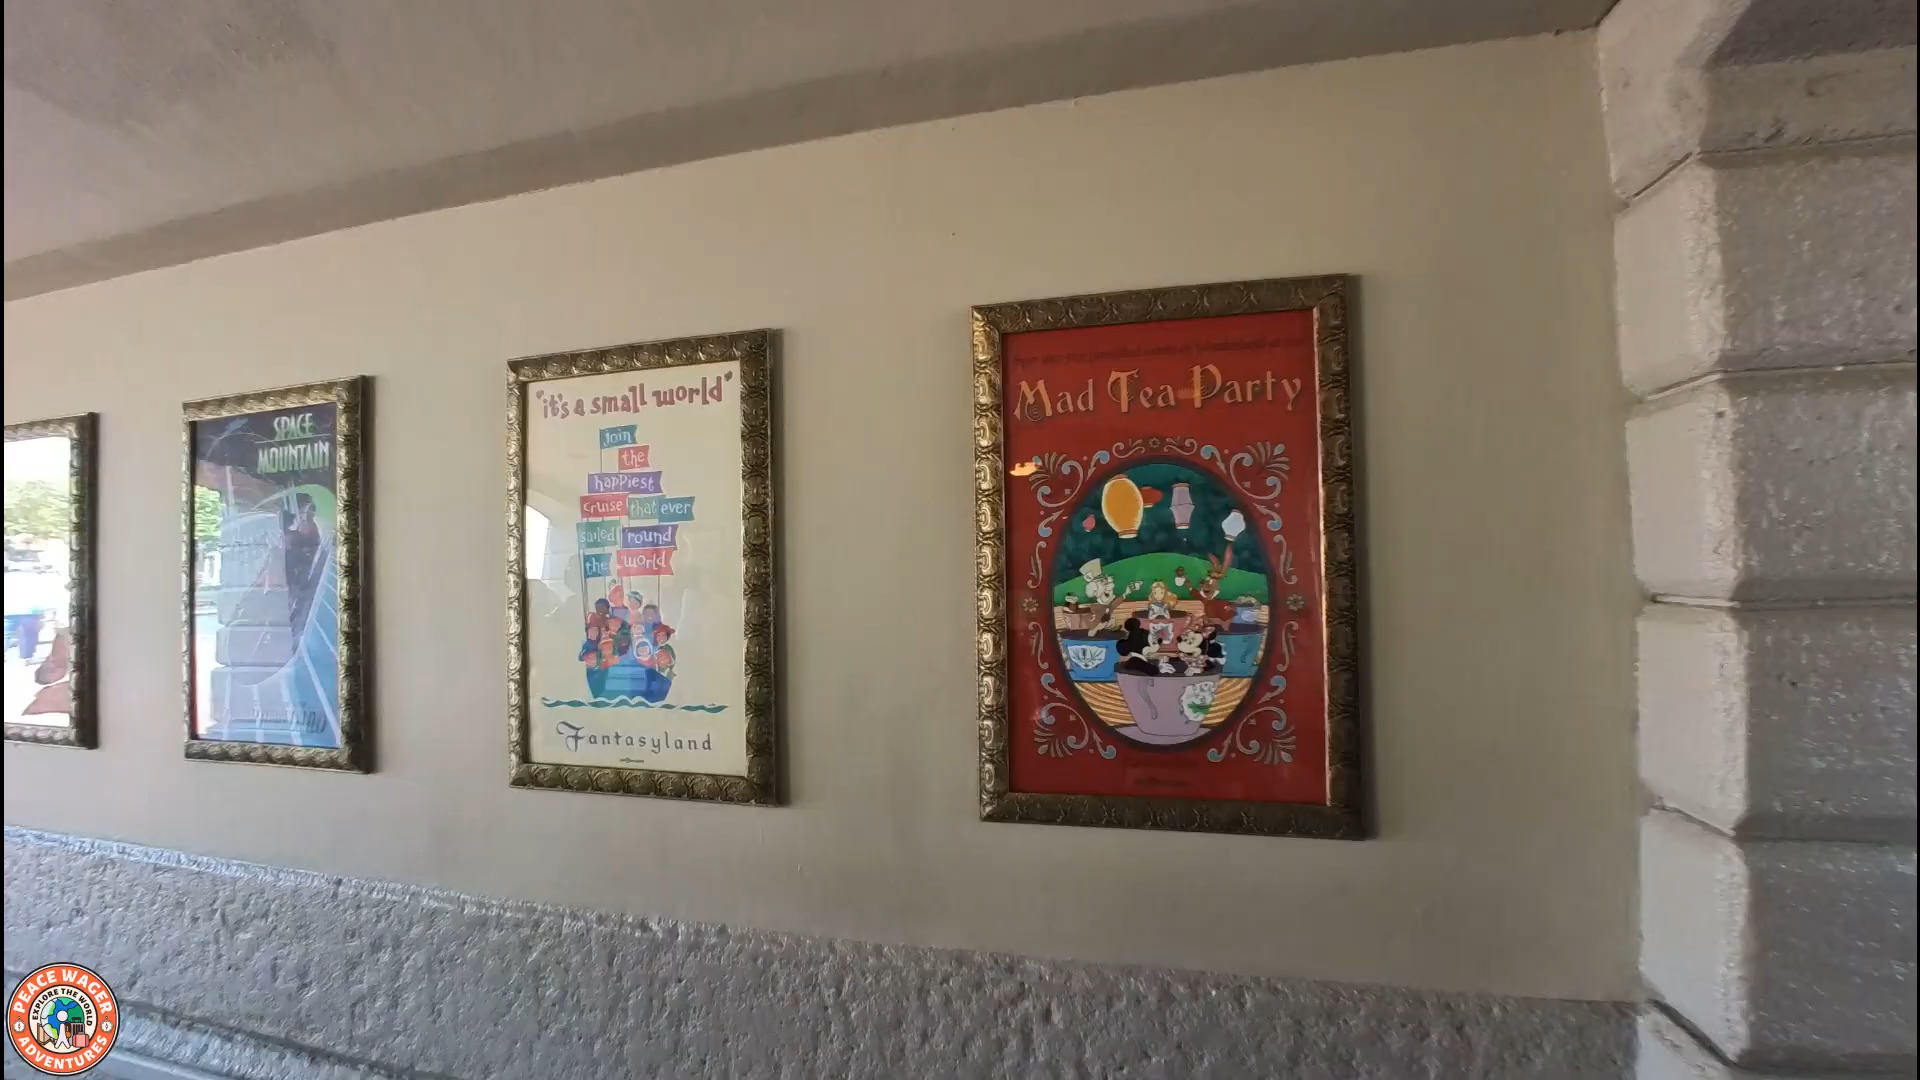 SPACE
MOUNTAIN
"it's a small world"
join
the
happiest
cruise that ever
sailed 'round
the world
Fantasyland
Mad Tea Party
PEACE WAGER
EXPLORE THE WORLD
ADVENTURES